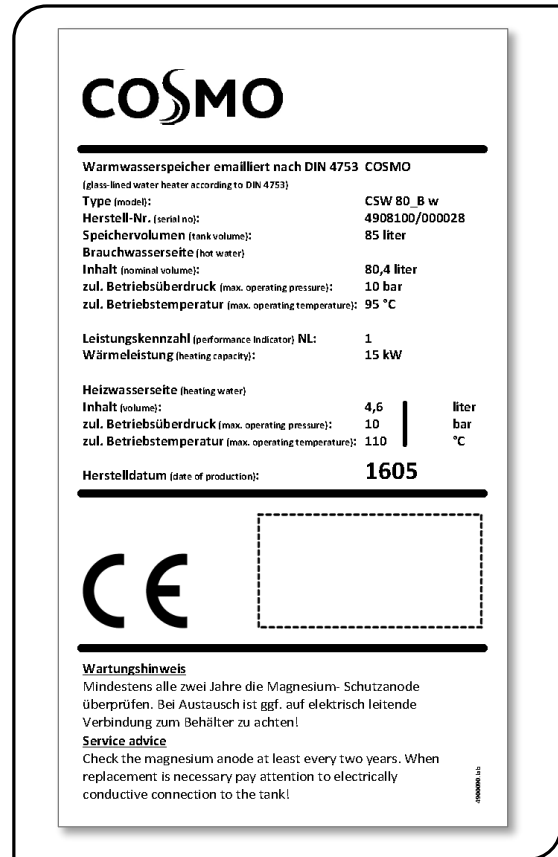 COSMO
Warmwasserspeicher emailliert nach DIN 4753 COSMO
(glass-lined water heater according to DIN 4753)
Type (model): CSW 80_B w
Herstell-Nr. (serial no): 4908100/000028
Speichervolumen (tank volume): 85 liter
Brauchwasserseite (hot water)
Inhalt (nominal volume): 80,4 liter
zul. Betriebsüberdruck (max. operating pressure): 10 bar
zul. Betriebstemperatur (max. operating temperature): 95 °C
Leistungskennzahl (performance indicator) NL: 1
Wärmeleistung (heating capacity): 15 kW
Heizwasserseite (heating water)
Inhalt (volume): 4,6 liter
zul. Betriebsüberdruck (max. operating pressure): 10 bar
zul. Betriebstemperatur (max. operating temperature): 110 °C
Herstelldatum (date of production): 1605
CE
Wartungshinweis
Mindestens alle zwei Jahre die Magnesium- Schutzanode
überprüfen. Bei Austausch ist ggf. auf elektrisch leitende
Verbindung zum Behälter zu achten!
Service advice
Check the magnesium anode at least every two years. When
replacement is necessary pay attention to electrically
conductive connection to the tank!